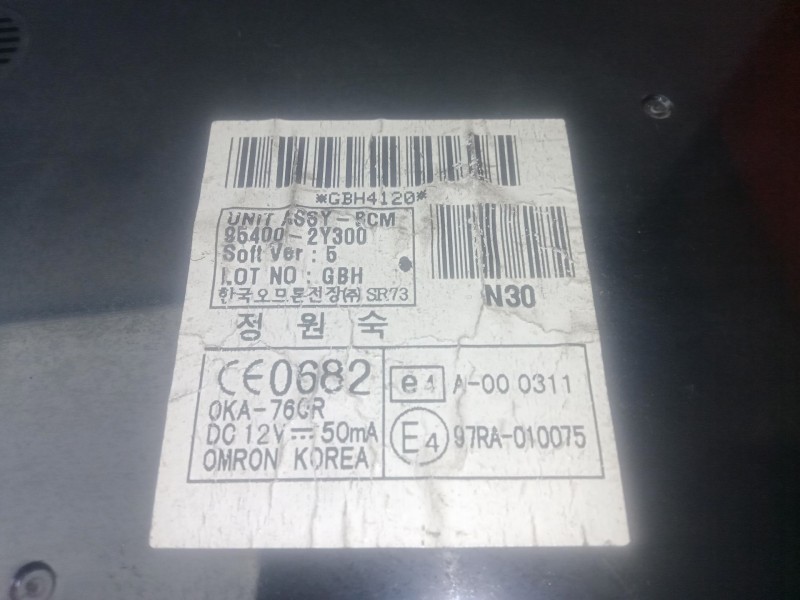 *GBH4120*
UNIT ASSY-BCM
95400-2Y300
Soft Ver : 5
LOT NO : GBH
한국오므론전장(주) SR73
N30
정 원 숙
CE0682
OKA-760R
DC 12V ⎓ 50mA
OMRON KOREA
e4 A-00 0311
E4 97RA-010075